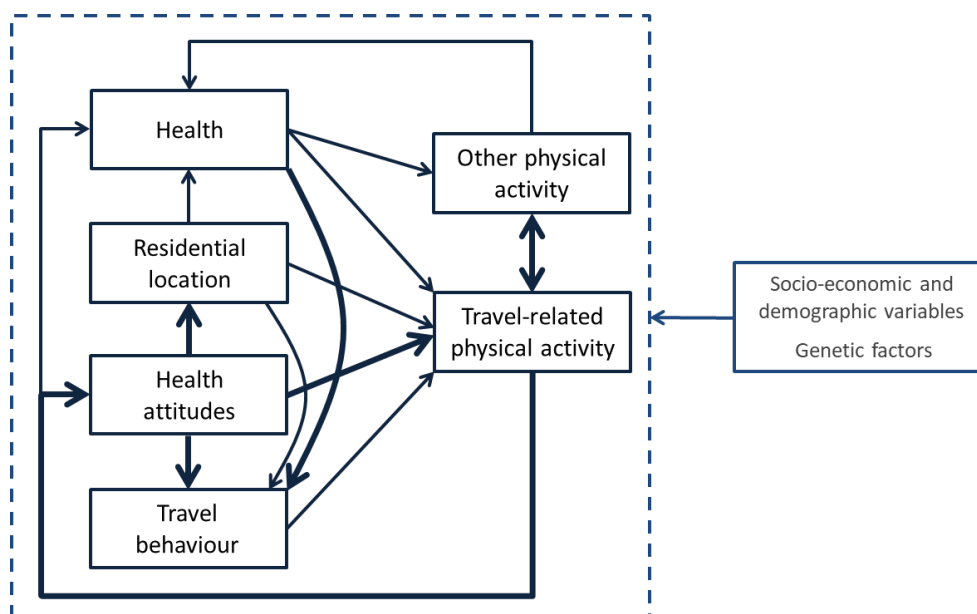 Health
Other physical
activity
Residential
location
Travel-related
physical activity
Socio-economic and
demographic variables
Genetic factors
Health
attitudes
Travel
behaviour